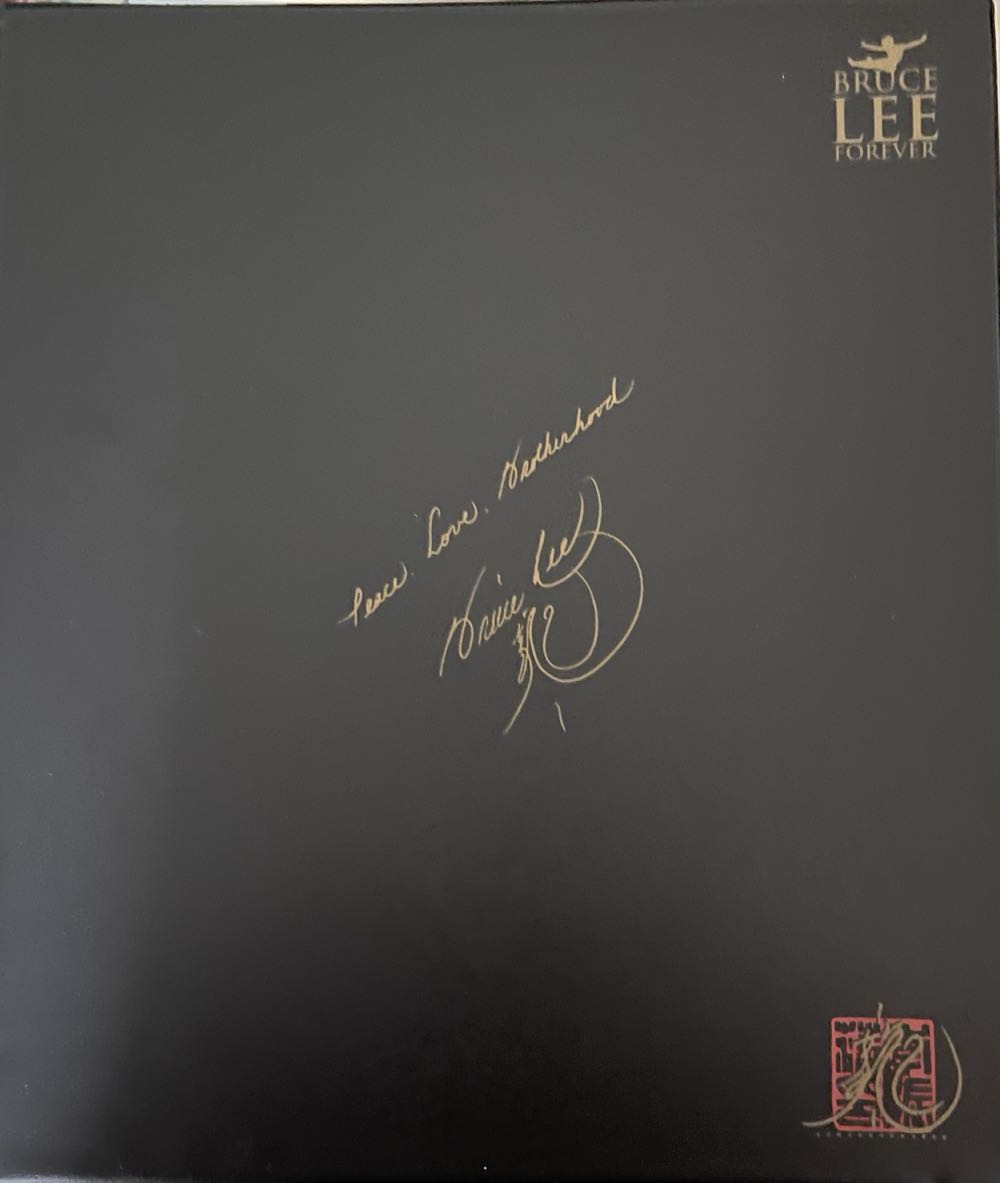 BRUCE
LEE
FOREVER
Peace. Love. Brotherhood
Bruce Lee